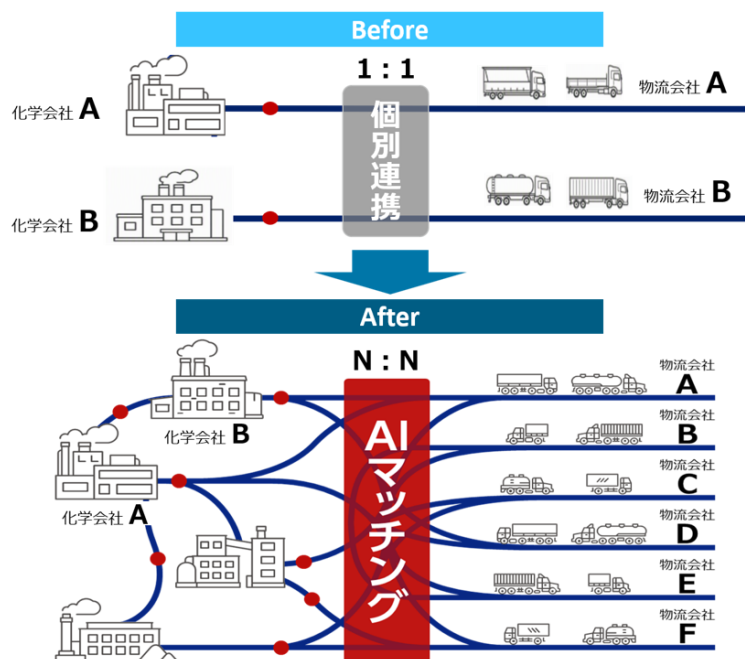 Before
1：1
化学会社 A
個別連携
物流会社 A
化学会社 B
物流会社 B
After
N：N
AIマッチング
化学会社 B
化学会社 A
物流会社
A
物流会社
B
物流会社
C
物流会社
D
物流会社
E
物流会社
F